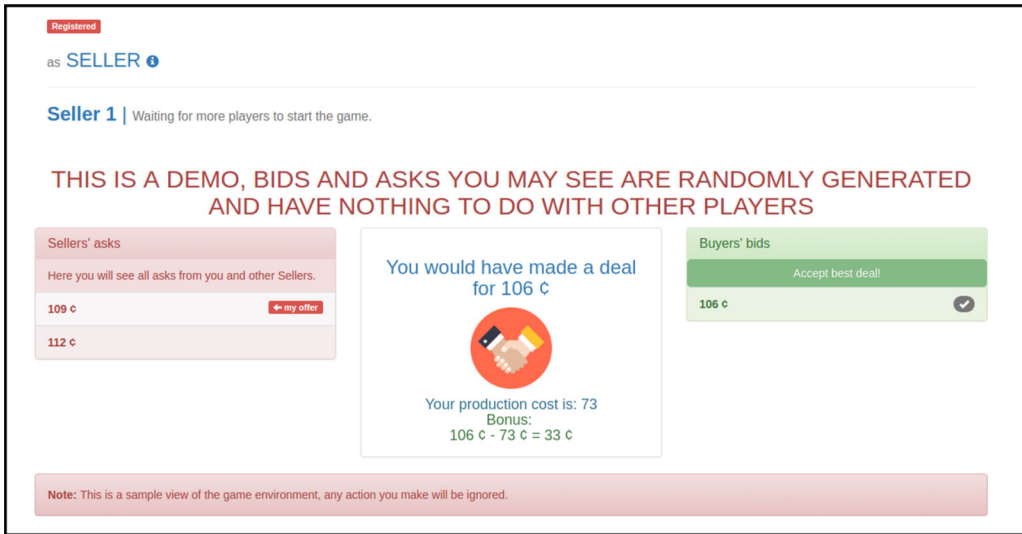 Registered
as SELLER
Seller 1 | Waiting for more players to start the game.
THIS IS A DEMO, BIDS AND ASKS YOU MAY SEE ARE RANDOMLY GENERATED
AND HAVE NOTHING TO DO WITH OTHER PLAYERS
Sellers' asks
Here you will see all asks from you and other Sellers.
109 ¢
my offer
112 ¢
You would have made a deal
for 106 ¢
Your production cost is: 73
Bonus:
106 ¢ - 73 ¢ = 33 ¢
Buyers' bids
Accept best deal!
106 ¢
Note: This is a sample view of the game environment, any action you make will be ignored.